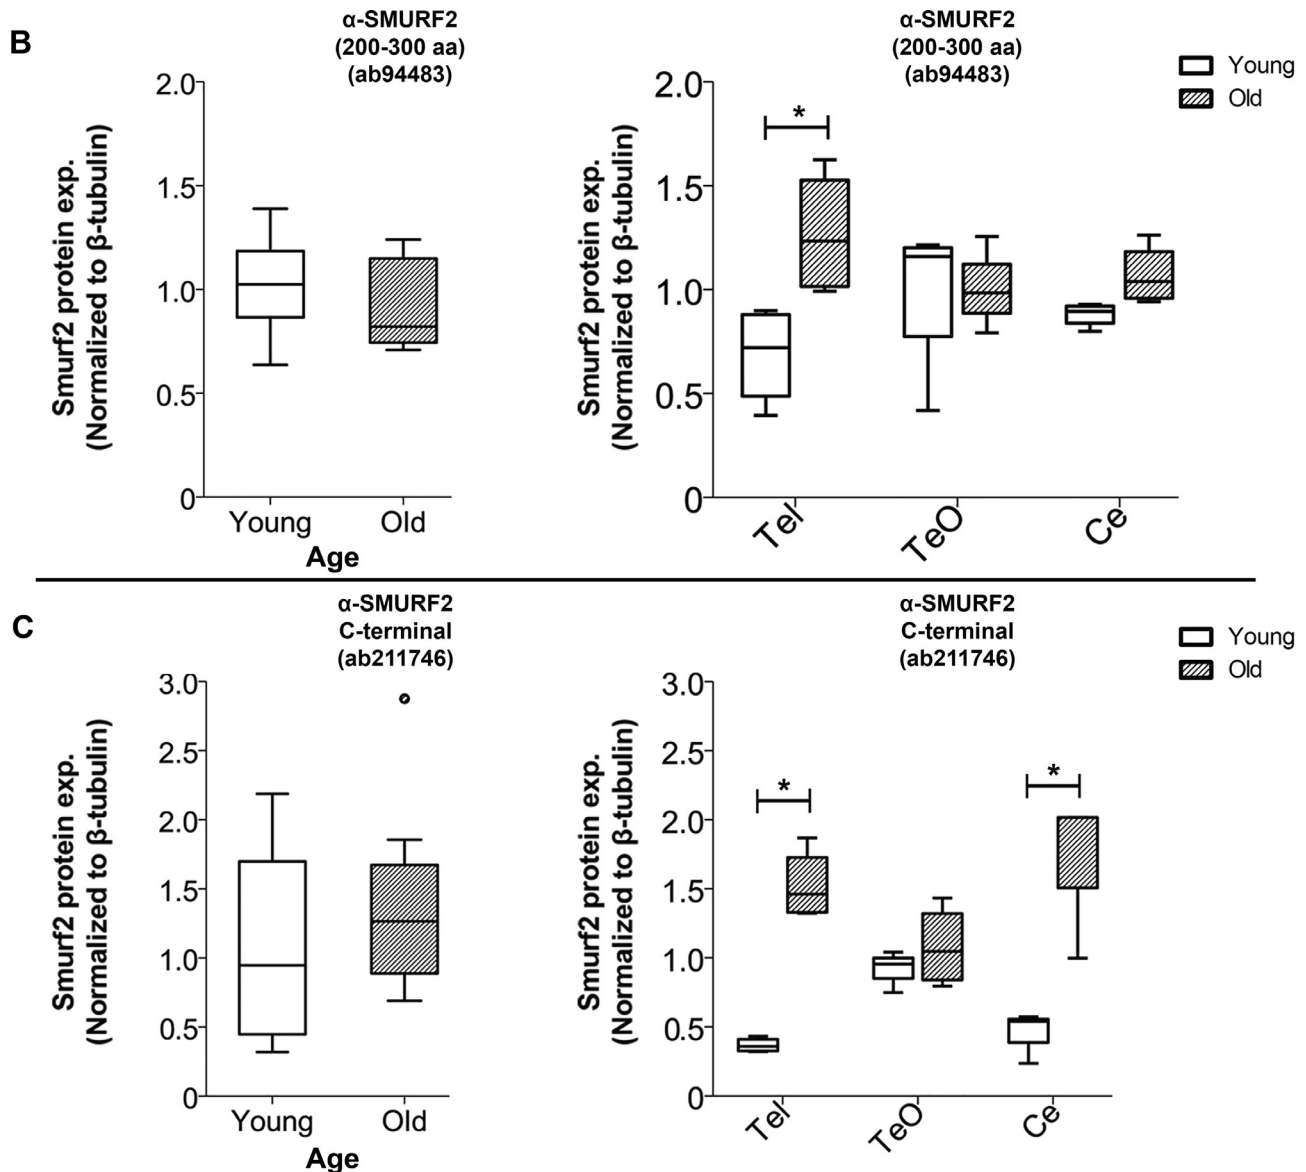 B
α-SMURF2
(200-300 aa)
(ab94483)
Smurf2 protein exp.
(Normalized to β-tubulin)
2.0
1.5
1.0
0.5
0
Young
Old
Age
α-SMURF2
(200-300 aa)
(ab94483)
Young
Old
Smurf2 protein exp.
(Normalized to β-tubulin)
2.0
*
1.5
1.0
0.5
0
Tel
TeO
Ce
C
α-SMURF2
C-terminal
(ab211746)
Smurf2 protein exp.
(Normalized to β-tubulin)
3.0
2.5
2.0
1.5
1.0
0.5
0
Young
Old
Age
α-SMURF2
C-terminal
(ab211746)
Young
Old
Smurf2 protein exp.
(Normalized to β-tubulin)
3.0
2.5
*
*
2.0
1.5
1.0
0.5
0
Tel
TeO
Ce